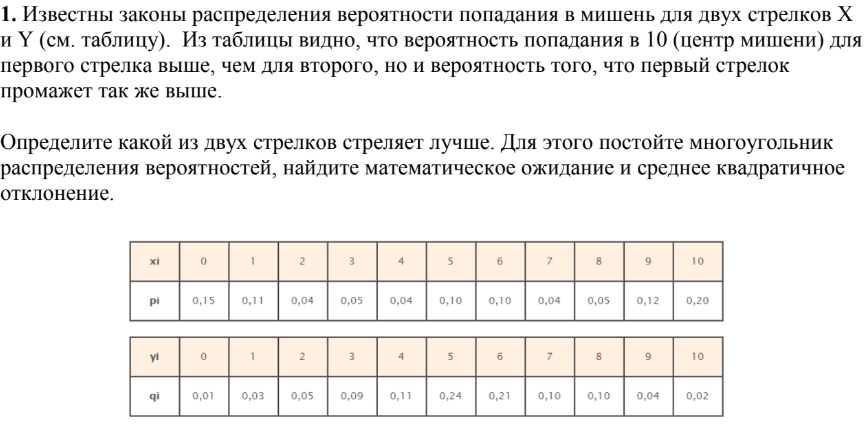 1. Известны законы распределения вероятности попадания в мишень для двух стрелков X
и Y (см. таблицу).  Из таблицы видно, что вероятность попадания в 10 (центр мишени) для
первого стрелка выше, чем для второго, но и вероятность того, что первый стрелок
промажет так же выше.
Определите какой из двух стрелков стреляет лучше. Для этого постойте многоугольник
распределения вероятностей, найдите математическое ожидание и среднее квадратичное
отклонение.
xi 0 1 2 3 4 5 6 7 8 9 10
pi 0,15 0,11 0,04 0,05 0,04 0,10 0,10 0,04 0,05 0,12 0,20
yi 0 1 2 3 4 5 6 7 8 9 10
qi 0,01 0,03 0,05 0,09 0,11 0,24 0,21 0,10 0,10 0,04 0,02